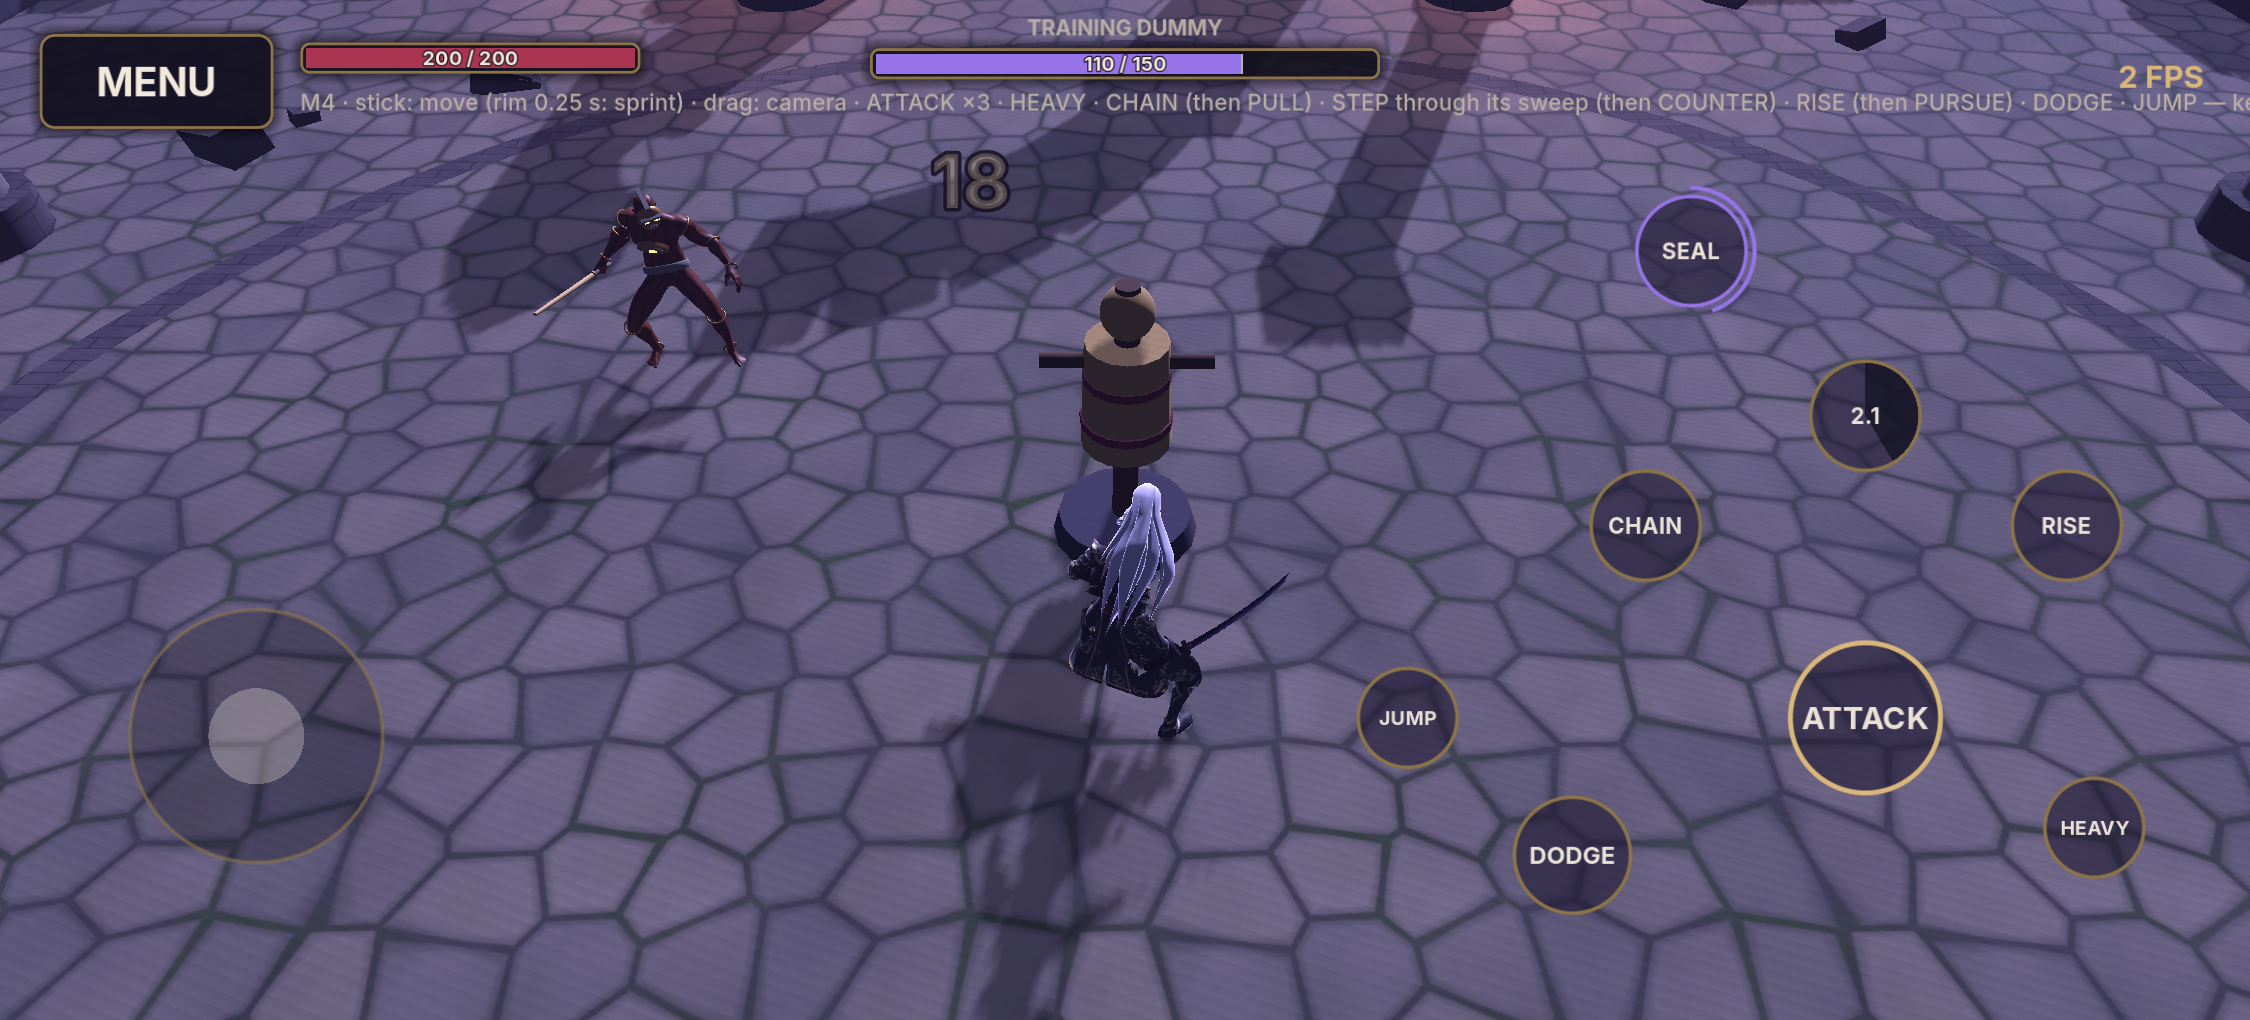 TRAINING DUMMY
MENU
200 / 200
110 / 150
2 FPS
M4 · stick: move (rim 0.25 s: sprint) · drag: camera · ATTACK ×3 · HEAVY · CHAIN (then PULL) · STEP through its sweep (then COUNTER) · RISE (then PURSUE) · DODGE · JUMP —
18
SEAL
2.1
CHAIN
RISE
JUMP
ATTACK
HEAVY
DODGE